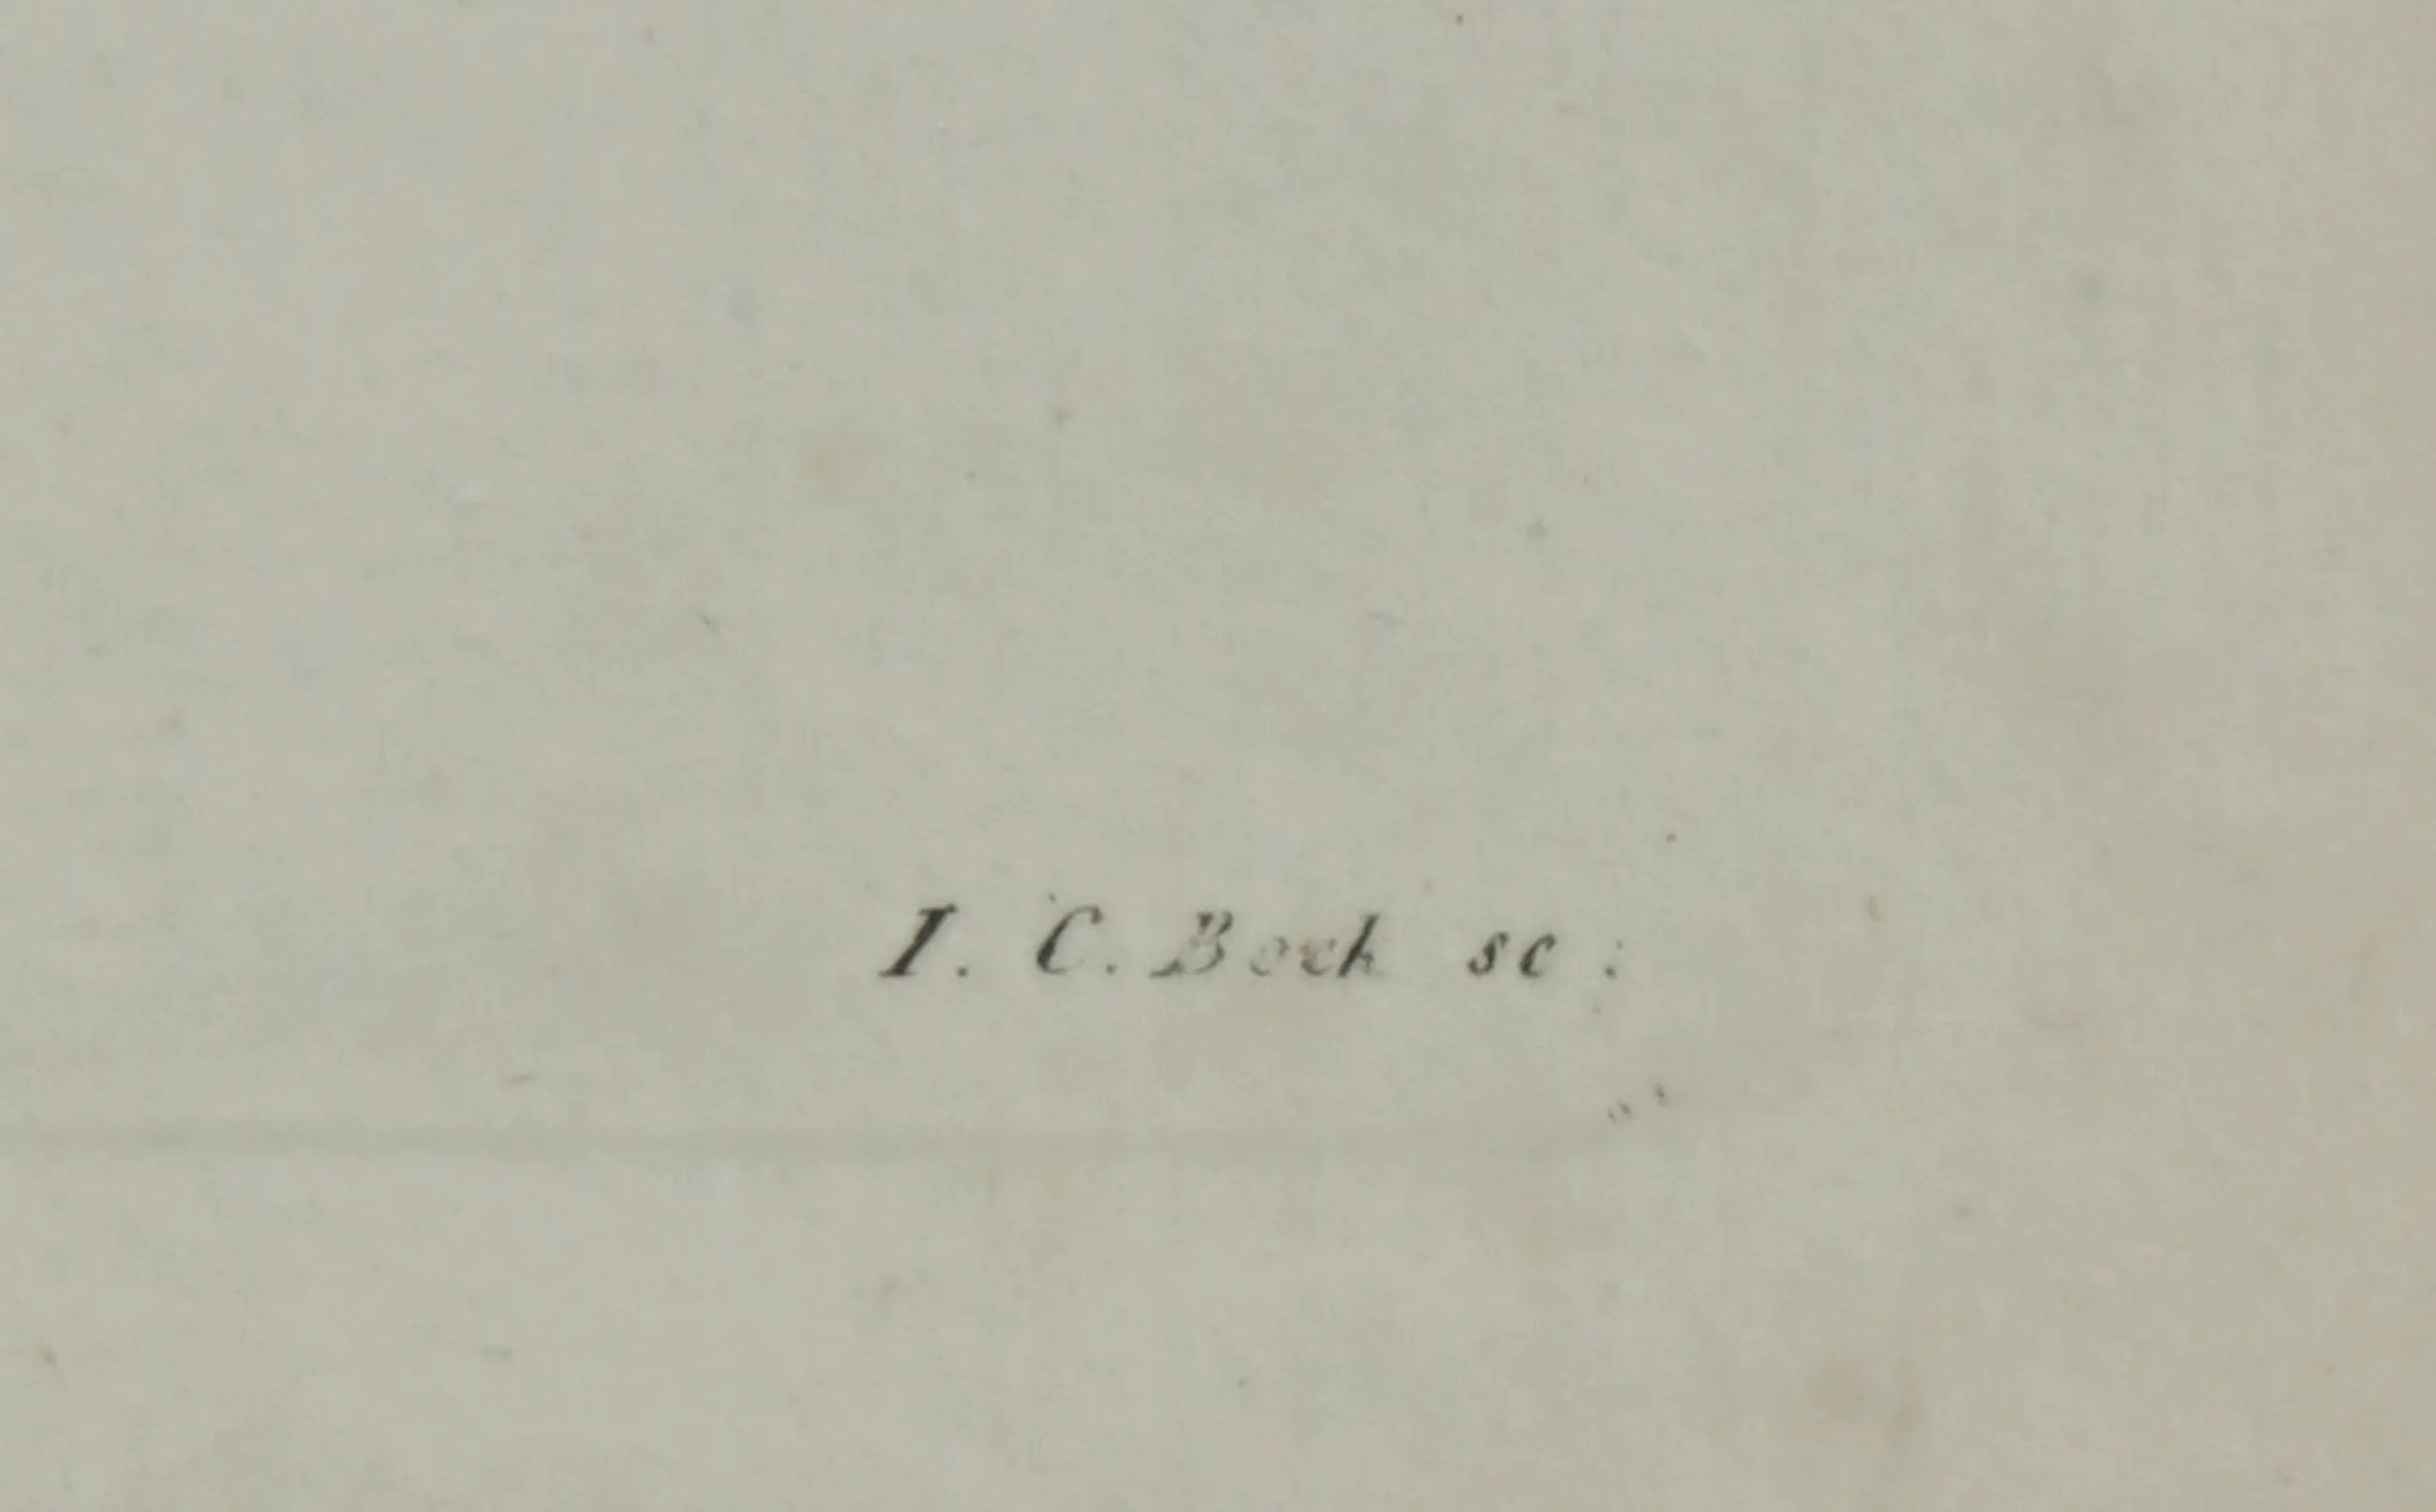 I. C. Bock sc: